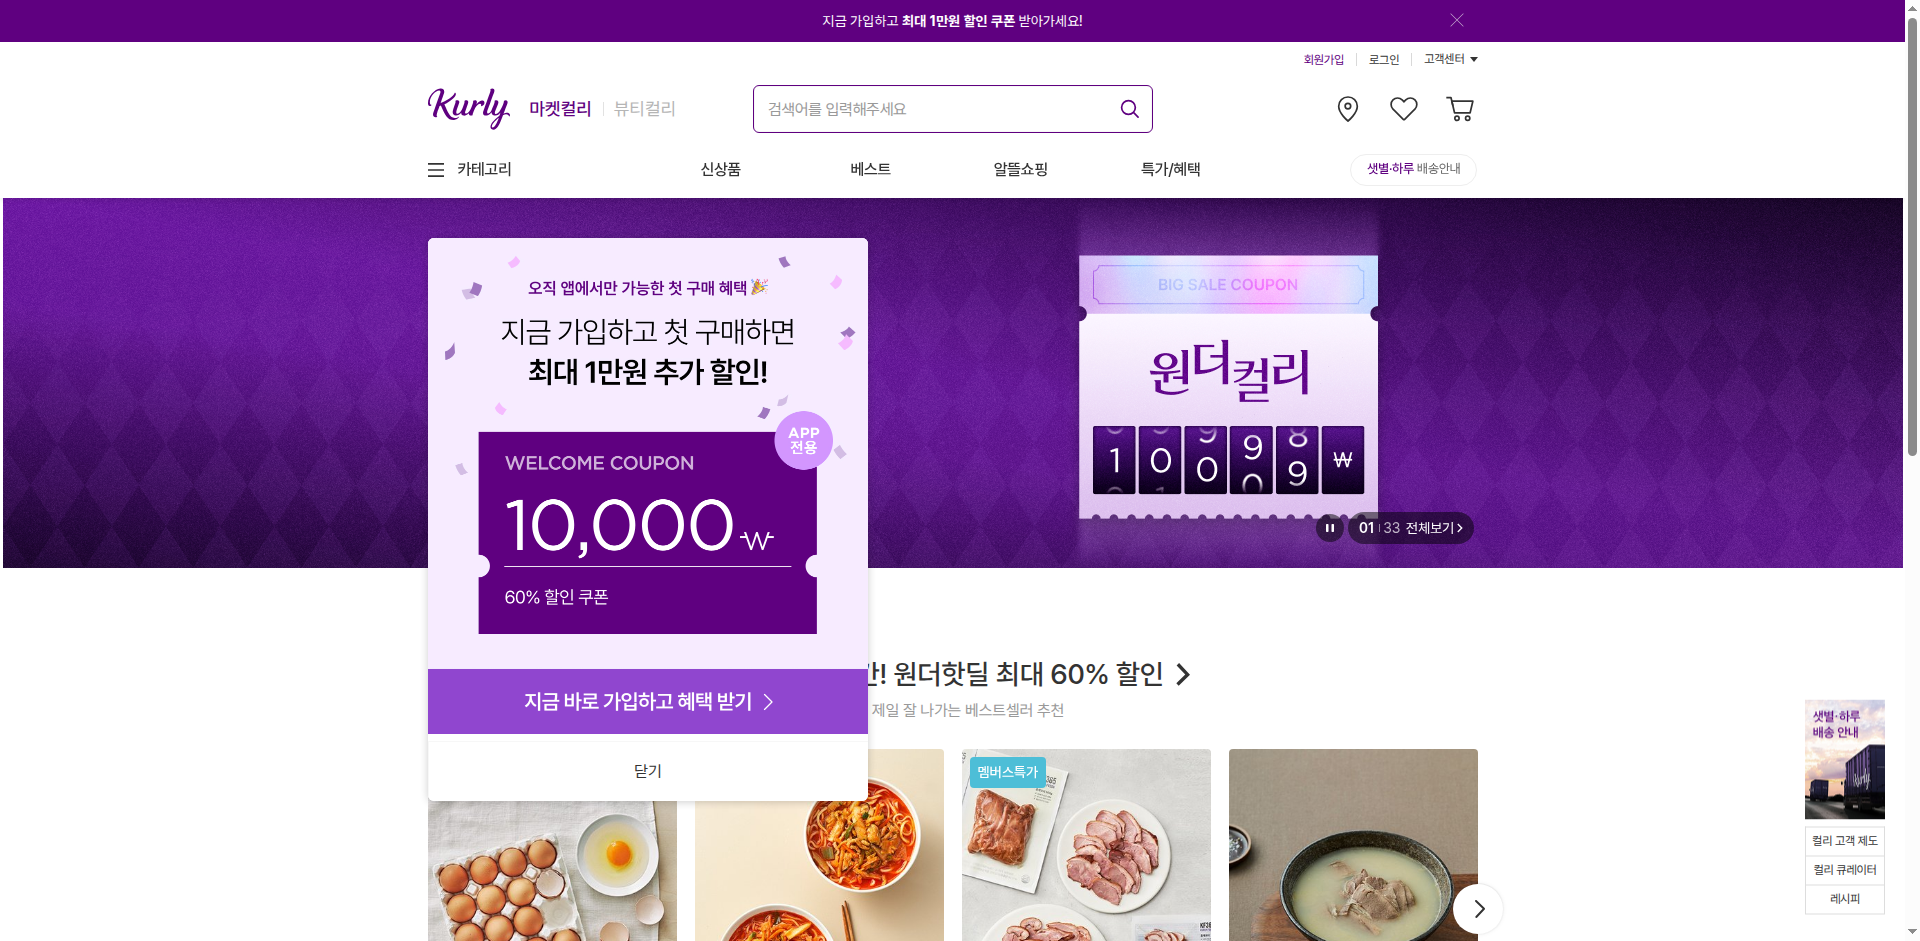 지금 가입하고 최대 1만원 할인 쿠폰 받아가세요!
회원가입
로그인
고객센터
Kurly
마켓컬리
뷰티컬리
검색어를 입력해주세요
카테고리
신상품
베스트
알뜰쇼핑
특가/혜택
샛별·하루 배송안내
오직 앱에서만 가능한 첫 구매 혜택
지금 가입하고 첫 구매하면
최대 1만원 추가 할인!
APP
전용
WELCOME COUPON
10,000₩
60% 할인 쿠폰
지금 바로 가입하고 혜택 받기
닫기
BIG SALE COUPON
원더컬리
1 0 0 9 9 ₩
01 33 전체보기
! 원더핫딜 최대 60% 할인
제일 잘 나가는 베스트셀러 추천
멤버스특가
샛별·하루
배송 안내
Kurly
컬리 고객 제도
컬리 큐레이터
레시피